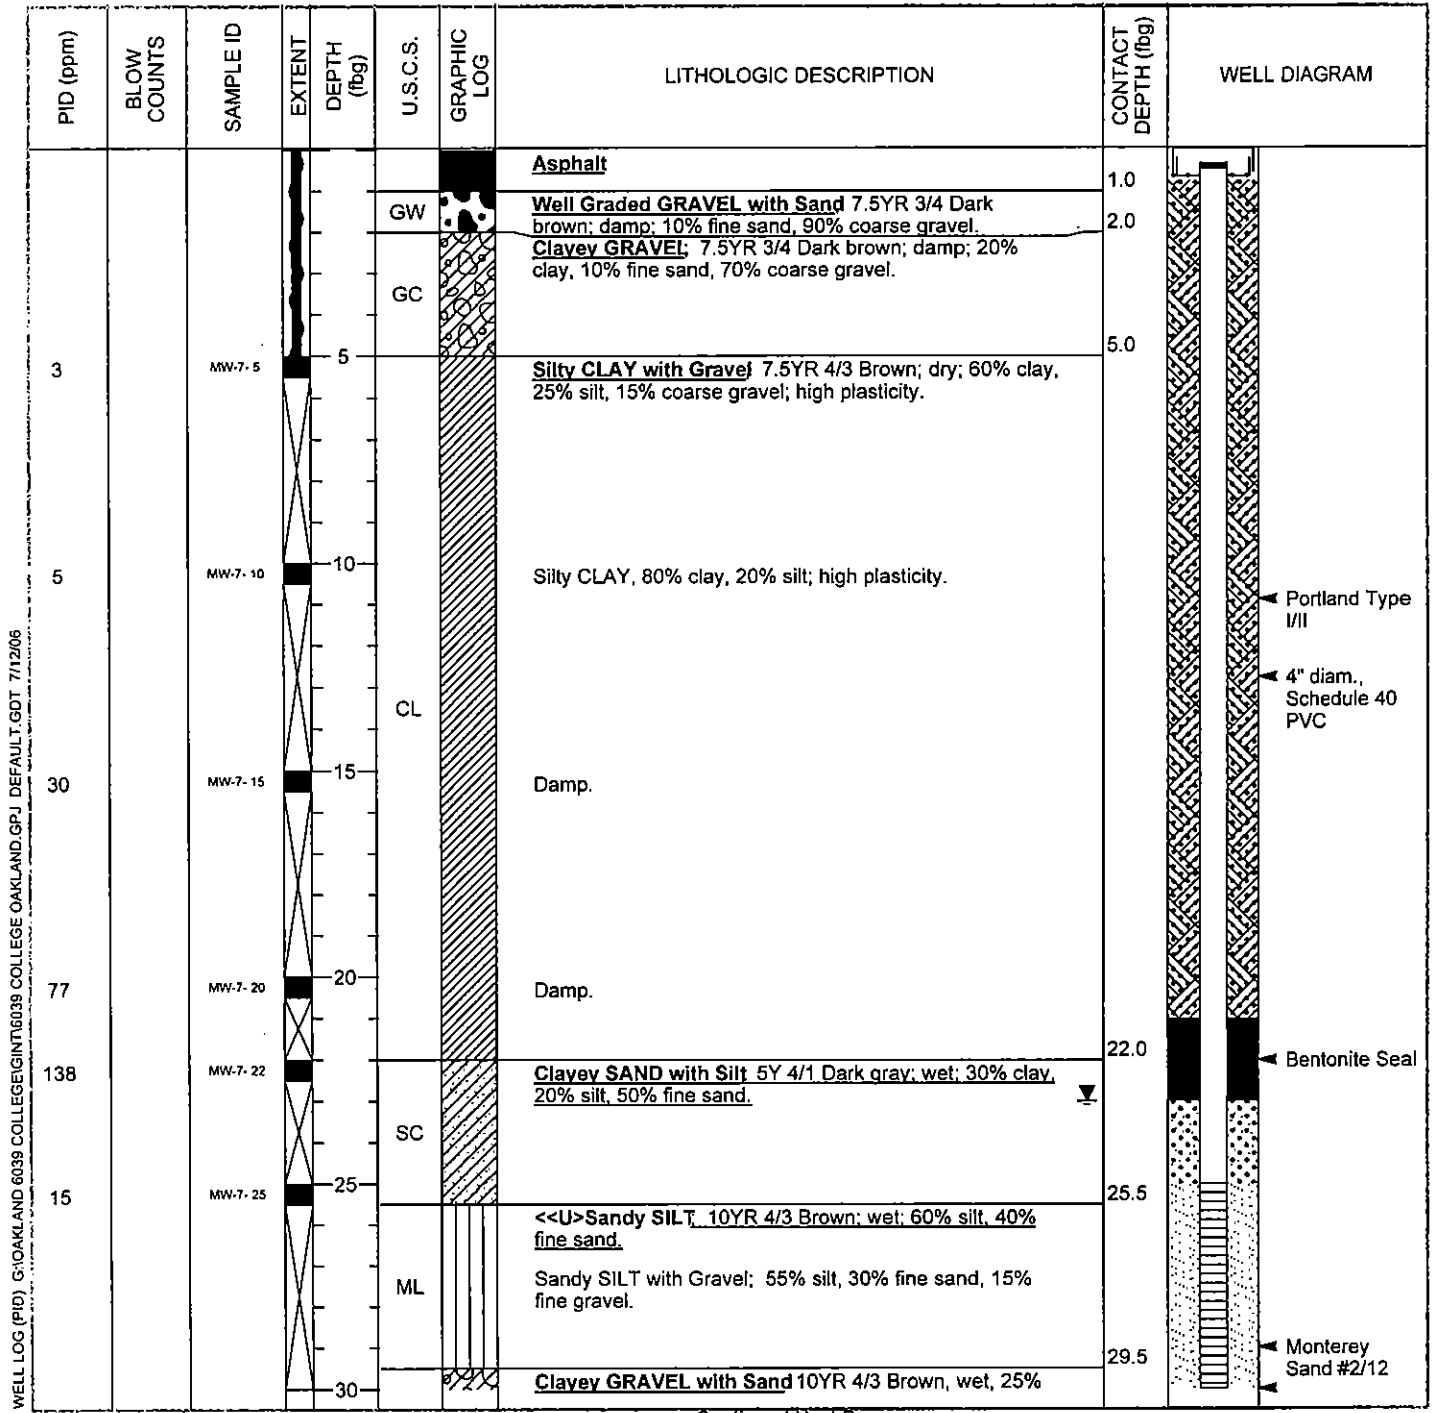 PID (ppm)
BLOW
COUNTS
SAMPLE ID
EXTENT
DEPTH
(fbg)
U.S.C.S.
GRAPHIC
LOG
LITHOLOGIC DESCRIPTION
CONTACT
DEPTH (fbg)
WELL DIAGRAM
Asphalt
1.0
GW
Well Graded GRAVEL with Sand 7.5YR 3/4 Dark
brown; damp; 10% fine sand, 90% coarse gravel.
2.0
Clayey GRAVEL; 7.5YR 3/4 Dark brown; damp; 20%
clay, 10% fine sand, 70% coarse gravel.
GC
5.0
3
MW-7- 5
5
Silty CLAY with Gravel 7.5YR 4/3 Brown; dry; 60% clay,
25% silt, 15% coarse gravel; high plasticity.
5
MW-7- 10
10
Silty CLAY, 80% clay, 20% silt; high plasticity.
Portland Type
I/II
4" diam.,
Schedule 40
PVC
CL
30
MW-7- 15
15
Damp.
77
MW-7- 20
20
Damp.
22.0
Bentonite Seal
138
MW-7- 22
Clayey SAND with Silt 5Y 4/1 Dark gray; wet; 30% clay,
20% silt, 50% fine sand.
SC
15
MW-7- 25
25
25.5
<<U>Sandy SILT 10YR 4/3 Brown; wet; 60% silt, 40%
fine sand.
ML
Sandy SILT with Gravel; 55% silt, 30% fine sand, 15%
fine gravel.
29.5
Monterey
Sand #2/12
30
Clayey GRAVEL with Sand 10YR 4/3 Brown, wet, 25%
WELL LOG (PID) G:\OAKLAND 6039 COLLEGE\GINT\6039 COLLEGE OAKLAND.GPJ DEFAULT.GDT 7/12/06